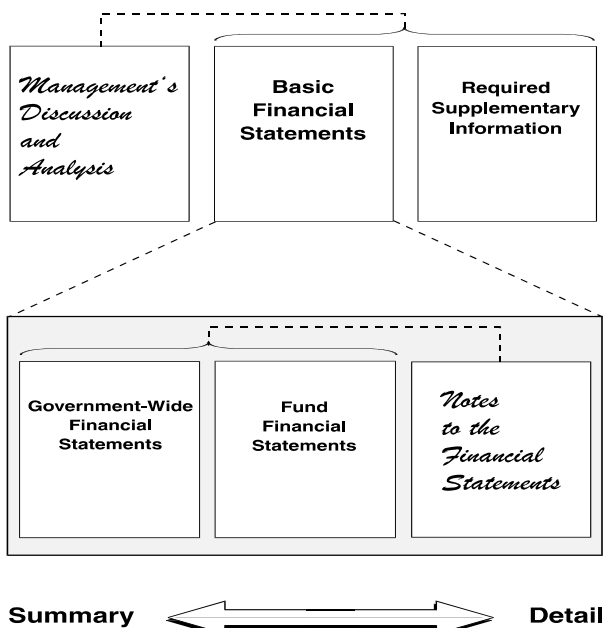 Management's
Discussion
and
Analysis
Basic
Financial
Statements
Required
Supplementary
Information
Government-Wide
Financial
Statements
Fund
Financial
Statements
Notes
to the
Financial
Statements
Summary
Detail